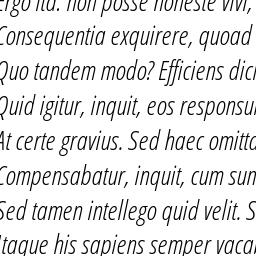 Ergo ita: non posse honeste vivi,
Consequentia exquirere, quoad
Quo tandem modo? Efficiens dici
Quid igitur, inquit, eos responsu
At certe gravius. Sed haec omitta
Compensabatur, inquit, cum sum
Sed tamen intellego quid velit. S
Itaque his sapiens semper vaca